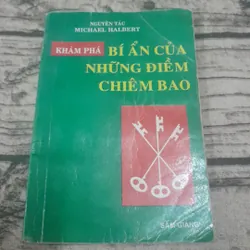 NGUYÊN TÁC
MICHAEL HALBERT
KHÁM PHÁ
BÍ ẨN CỦA
NHỮNG ĐIỀM
CHIÊM BAO